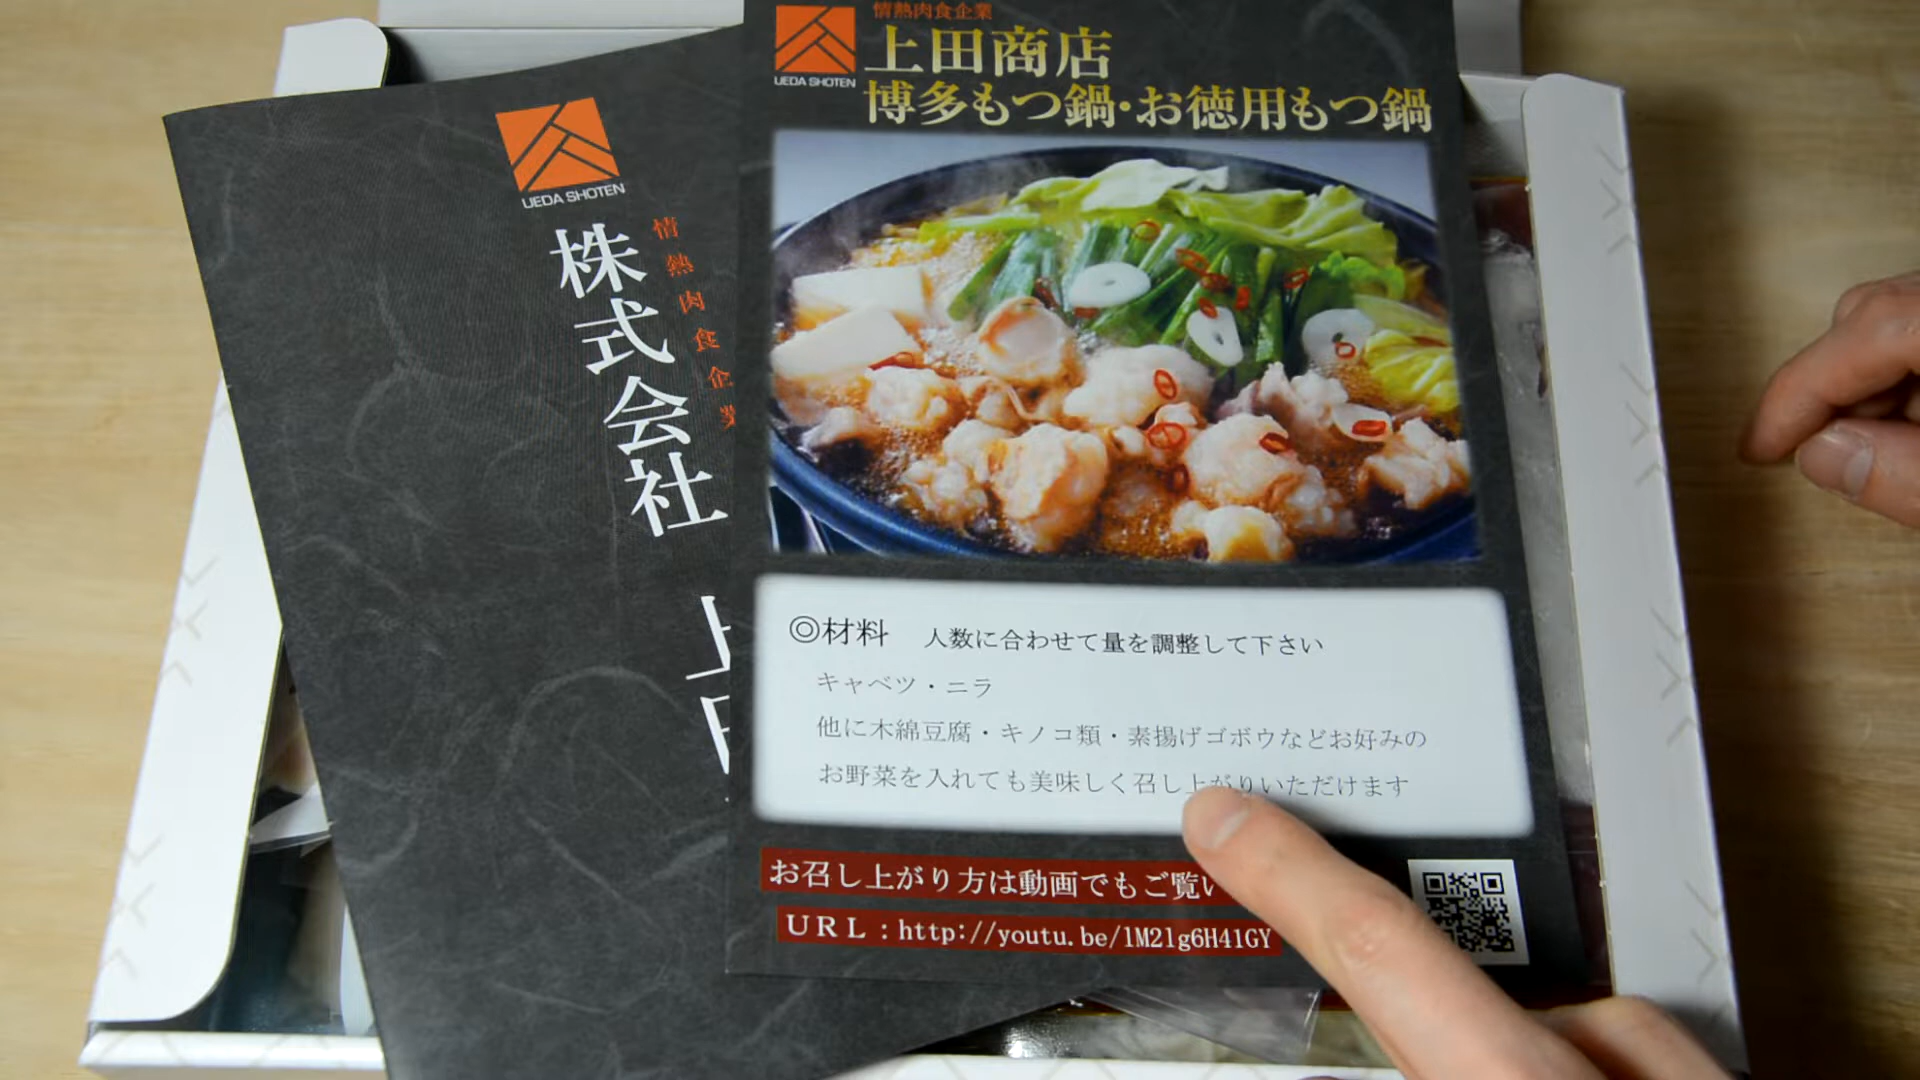 UEDA SHOTEN
情熱肉食企業
株式会社
情熱肉食企業
UEDA SHOTEN
上田商店
博多もつ鍋・お徳用もつ鍋
◎材料 人数に合わせて量を調整して下さい
キャベツ・ニラ
他に木綿豆腐・キノコ類・素揚げゴボウなどお好みの
お野菜を入れても美味しく召し上がりいただけます
お召し上がり方は動画でもご覧い
URL:http://youtu.be/1M21g6H41GY